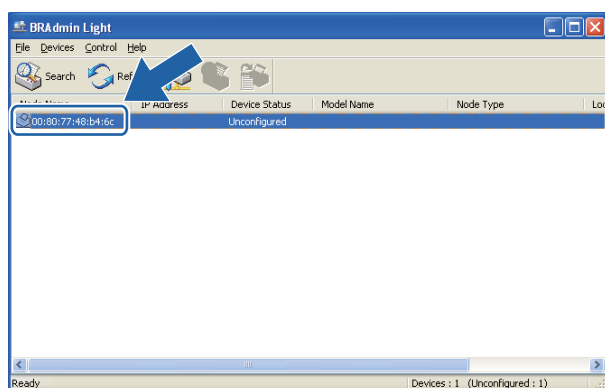 BRAdmin Light
File Devices Control Help
Search Ref
IP Address Device Status Model Name Node Type Loc
00:80:77:48:b4:6c Unconfigured
Ready Devices : 1 (Unconfigured : 1)